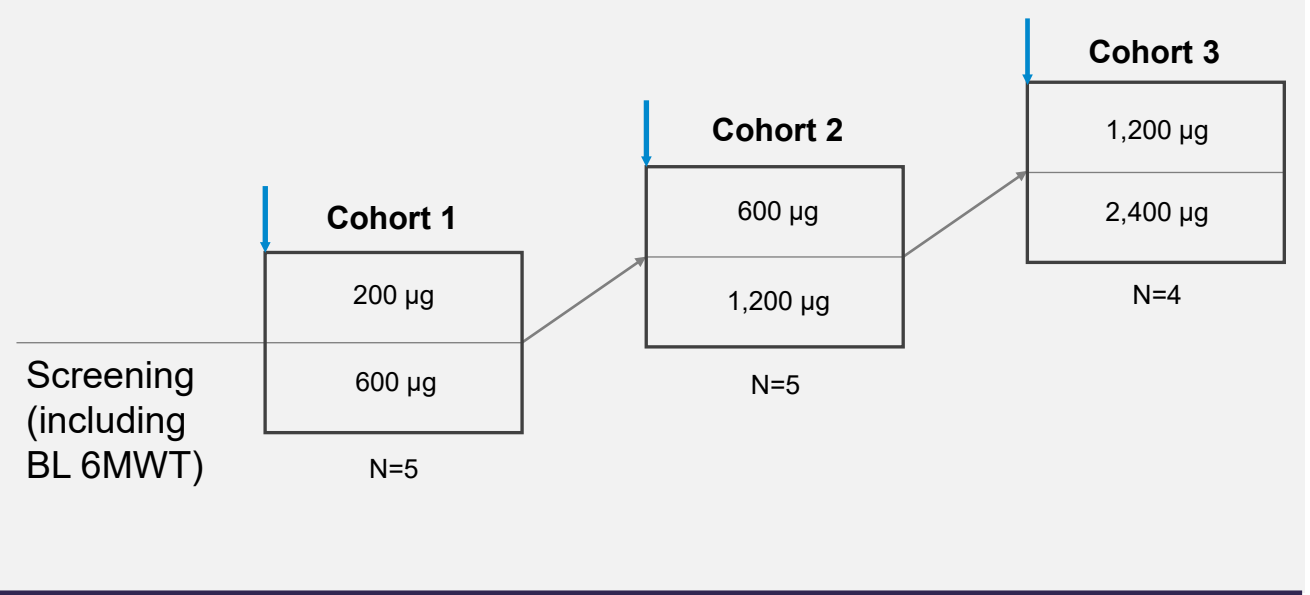 Cohort 1
200 µg
600 µg
N=5
Cohort 2
600 µg
1,200 µg
N=5
Cohort 3
1,200 µg
2,400 µg
N=4
Screening
(including
BL 6MWT)